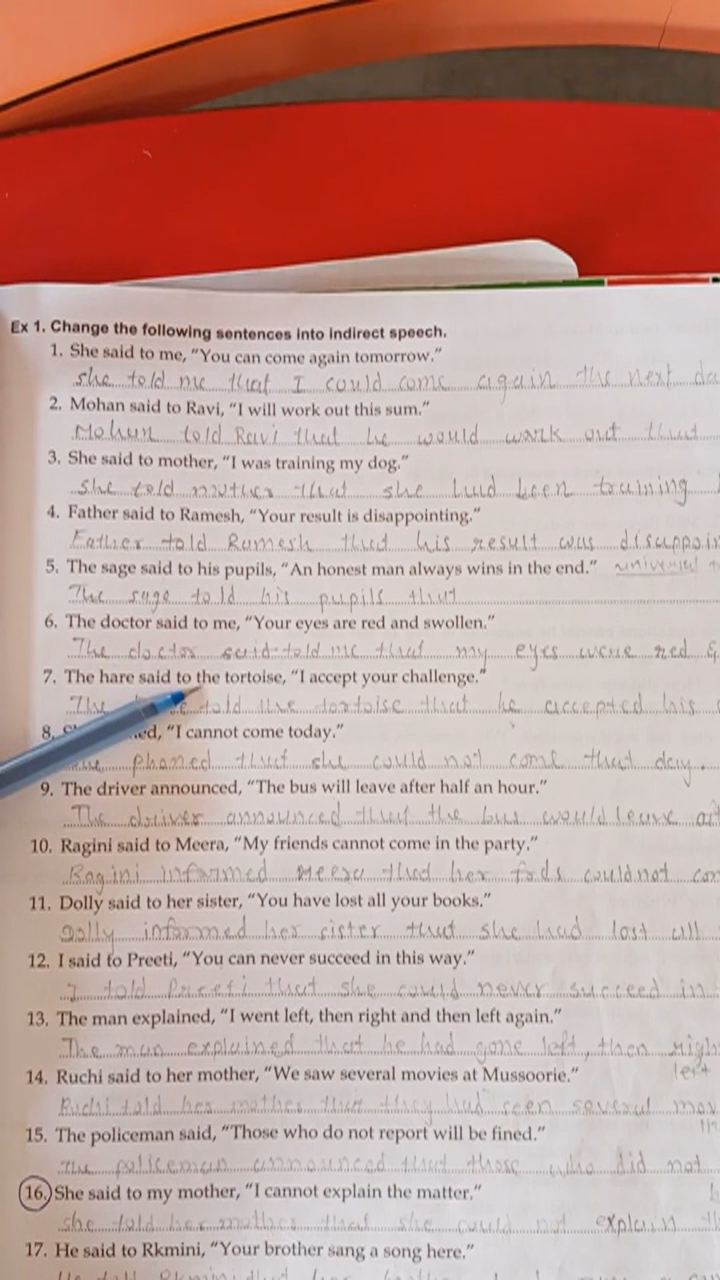 Ex 1. Change the following sentences into indirect speech.
1. She said to me, “You can come again tomorrow.”
she told me that I could come again the next da
2. Mohan said to Ravi, “I will work out this sum.”
Mohan told Ravi that he would work out that
3. She said to mother, “I was training my dog.”
she told mother that she had been training
4. Father said to Ramesh, “Your result is disappointing.”
Father told Ramesh that his result was disappoin
5. The sage said to his pupils, “An honest man always wins in the end.” universal
The sage told his pupils that
6. The doctor said to me, “Your eyes are red and swollen.”
The doctor said told me that my eyes were red &
7. The hare said to the tortoise, “I accept your challenge.”
The told the tortoise that he accepted his
8. ed, “I cannot come today.”
phoned that she could not come that day.
9. The driver announced, “The bus will leave after half an hour.”
The driver announced that the bus would leave
10. Ragini said to Meera, “My friends cannot come in the party.”
Ragini informed Meera that her frds could not
11. Dolly said to her sister, “You have lost all your books.”
Dolly informed her sister that she had lost all
12. I said to Preeti, “You can never succeed in this way.”
I told Preeti that she could never succeed in
13. The man explained, “I went left, then right and then left again.”
The man explained that he had gone left, then righ
14. Ruchi said to her mother, “We saw several movies at Mussoorie.” left
Ruchi told her mother that they had seen several mov
15. The policeman said, “Those who do not report will be fined.”
The policeman announced that those who did not
16. She said to my mother, “I cannot explain the matter.”
she told her mother that she could not explain
17. He said to Rkmini, “Your brother sang a song here.”